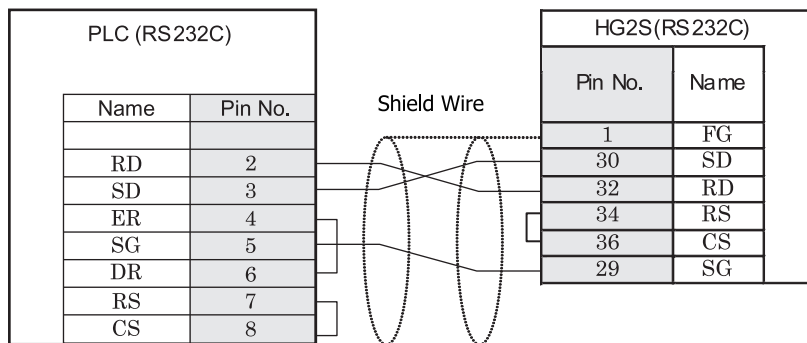 PLC (RS232C)
Name Pin No.
RD 2
SD 3
ER 4
SG 5
DR 6
RS 7
CS 8
Shield Wire
HG2S(RS232C)
Pin No. Name
1 FG
30 SD
32 RD
34 RS
36 CS
29 SG